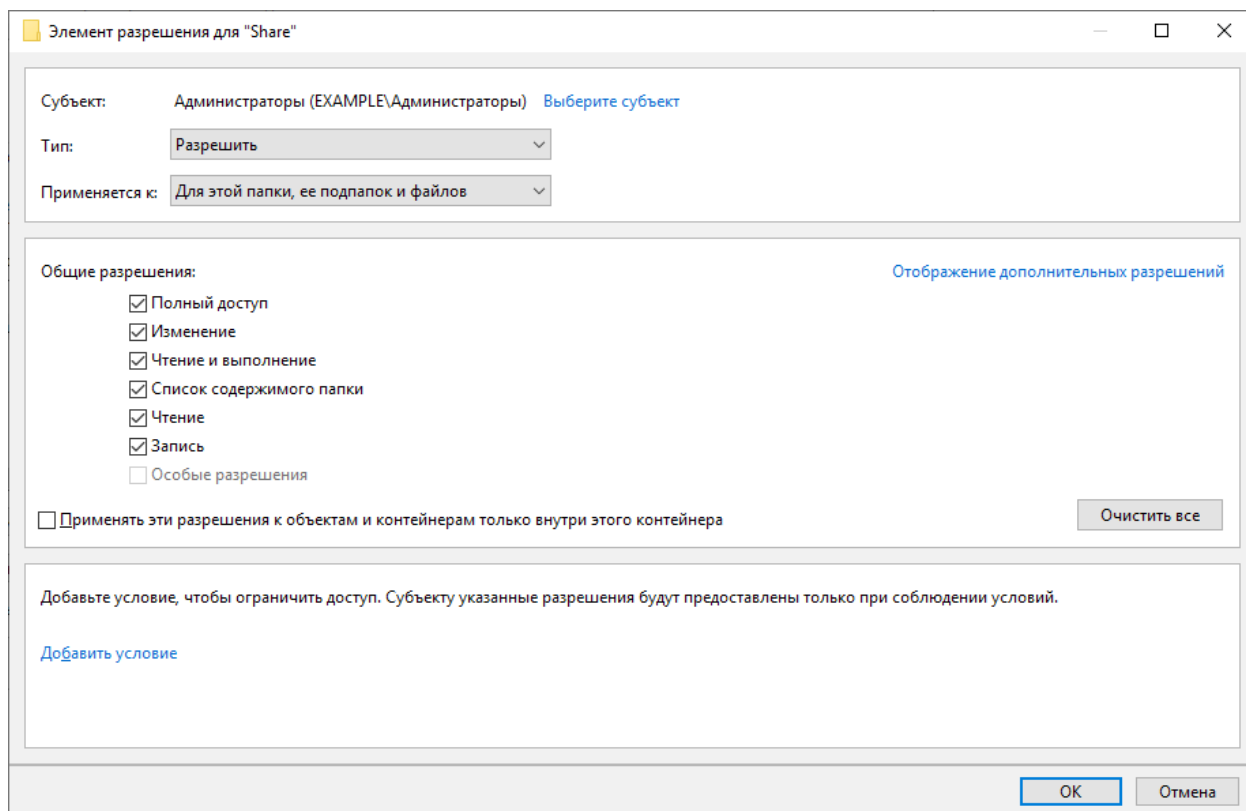 Элемент разрешения для "Share"
Субъект: Администраторы (EXAMPLE\Администраторы) Выберите субъект
Тип: Разрешить
Применяется к: Для этой папки, ее подпапок и файлов
Общие разрешения: Отображение дополнительных разрешений
Полный доступ
Изменение
Чтение и выполнение
Список содержимого папки
Чтение
Запись
Особые разрешения
Применять эти разрешения к объектам и контейнерам только внутри этого контейнера Очистить все
Добавьте условие, чтобы ограничить доступ. Субъекту указанные разрешения будут предоставлены только при соблюдении условий.
Добавить условие
ОК Отмена